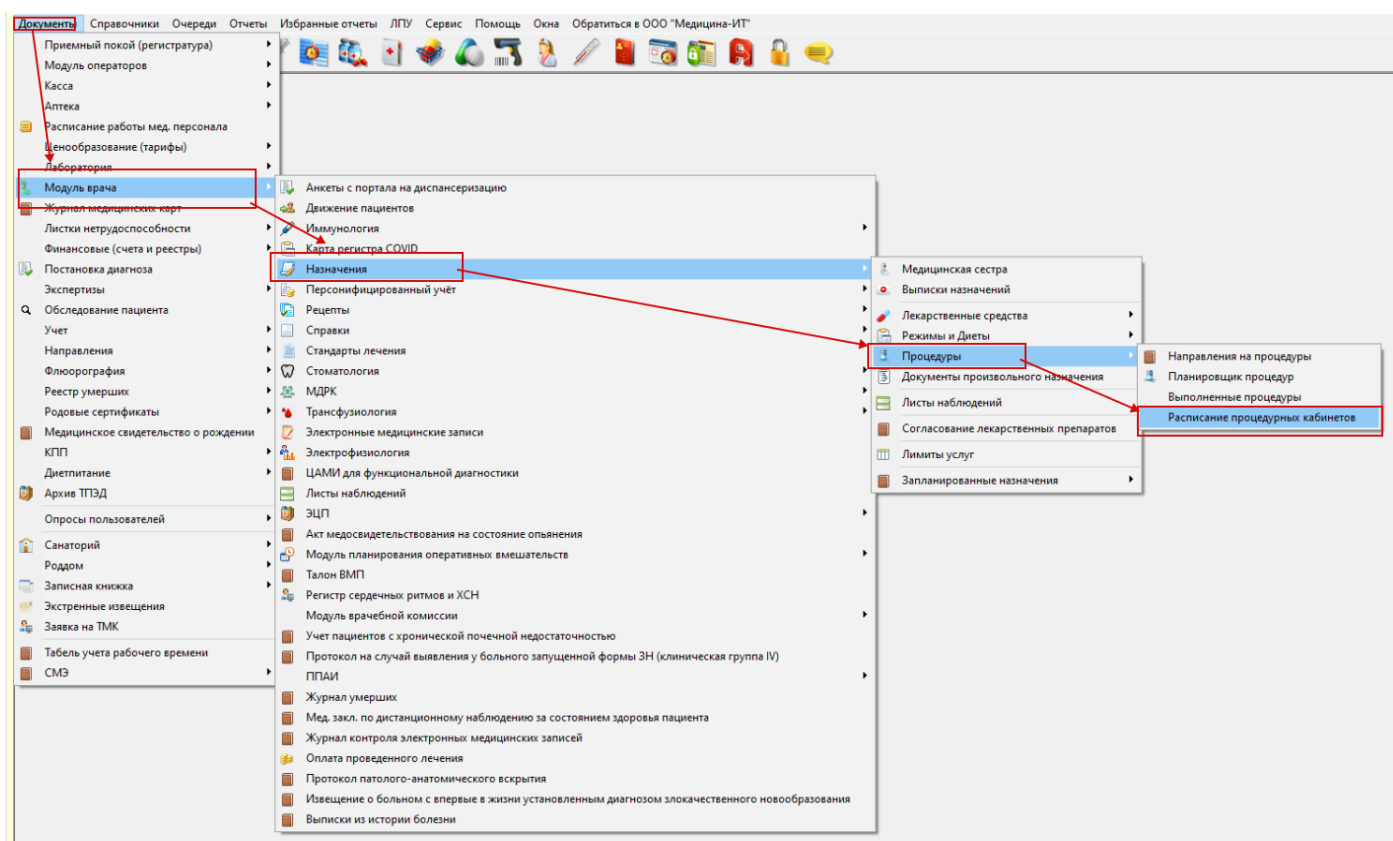 Документы Справочники Очереди Отчеты Избранные отчеты ЛПУ Сервис Помощь Окна Обратиться в ООО "Медицина-ИТ"
Приемный покой (регистратура)
Модуль операторов
Касса
Аптека
Расписание работы мед. персонала
Ценообразование (тарифы)
Лаборатория
Модуль врача
Журнал медицинских карт
Листки нетрудоспособности
Финансовые (счета и реестры)
Постановка диагноза
Экспертизы
Обследование пациента
Учет
Направления
Флюорография
Реестр умерших
Родовые сертификаты
Медицинское свидетельство о рождении
КПП
Диетпитание
Архив ТПЭД
Опросы пользователей
Санаторий
Роддом
Записная книжка
Экстренные извещения
Заявка на ТМК
Табель учета рабочего времени
СМЭ
Анкеты с портала на диспансеризацию
Движение пациентов
Иммунология
Карта регистра COVID
Назначения
Персонифицированный учёт
Рецепты
Справки
Стандарты лечения
Стоматология
МДРК
Трансфузиология
Электронные медицинские записи
Электрофизиология
ЦАМИ для функциональной диагностики
Листы наблюдений
ЭЦП
Акт медосвидетельствования на состояние опьянения
Модуль планирования оперативных вмешательств
Талон ВМП
Регистр сердечных ритмов и ХСН
Модуль врачебной комиссии
Учет пациентов с хронической почечной недостаточностью
Протокол на случай выявления у больного запущенной формы ЗН (клиническая группа IV)
ППАИ
Журнал умерших
Мед. закл. по дистанционному наблюдению за состоянием здоровья пациента
Журнал контроля электронных медицинских записей
Оплата проведенного лечения
Протокол патолого-анатомического вскрытия
Извещение о больном с впервые в жизни установленным диагнозом злокачественного новообразования
Выписки из истории болезни
Медицинская сестра
Выписки назначений
Лекарственные средства
Режимы и Диеты
Процедуры
Документы произвольного назначения
Листы наблюдений
Согласование лекарственных препаратов
Лимиты услуг
Запланированные назначения
Направления на процедуры
Планировщик процедур
Выполненные процедуры
Расписание процедурных кабинетов